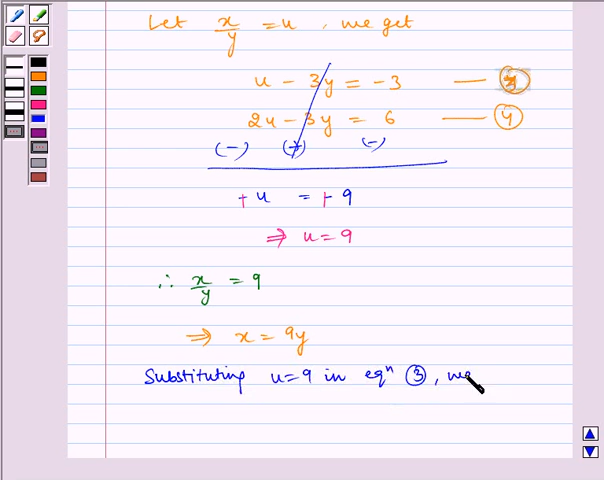 Let x/y = u, we get
u - 3y = -3 — ③
2u - 3y = 6 — ④
(-) (+) (-)
+ u = + 9
⇒ u = 9
∴ x/y = 9
⇒ x = 9y
Substituting u=9 in eqⁿ ③, we